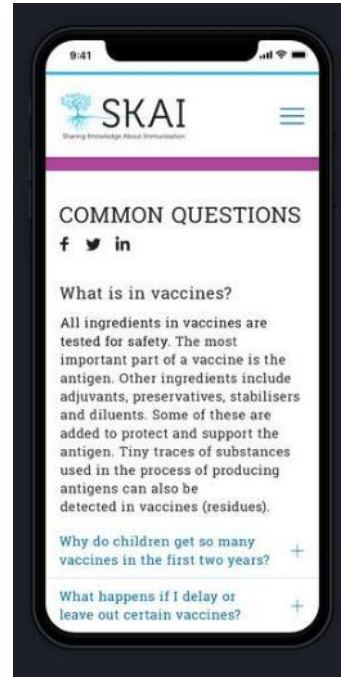 9:41
SKAI
Sharing Knowledge About Immunisation
COMMON QUESTIONS
What is in vaccines?
All ingredients in vaccines are
tested for safety. The most
important part of a vaccine is the
antigen. Other ingredients include
adjuvants, preservatives, stabilisers
and diluents. Some of these are
added to protect and support the
antigen. Tiny traces of substances
used in the process of producing
antigens can also be
detected in vaccines (residues).
Why do children get so many
vaccines in the first two years?
What happens if I delay or
leave out certain vaccines?